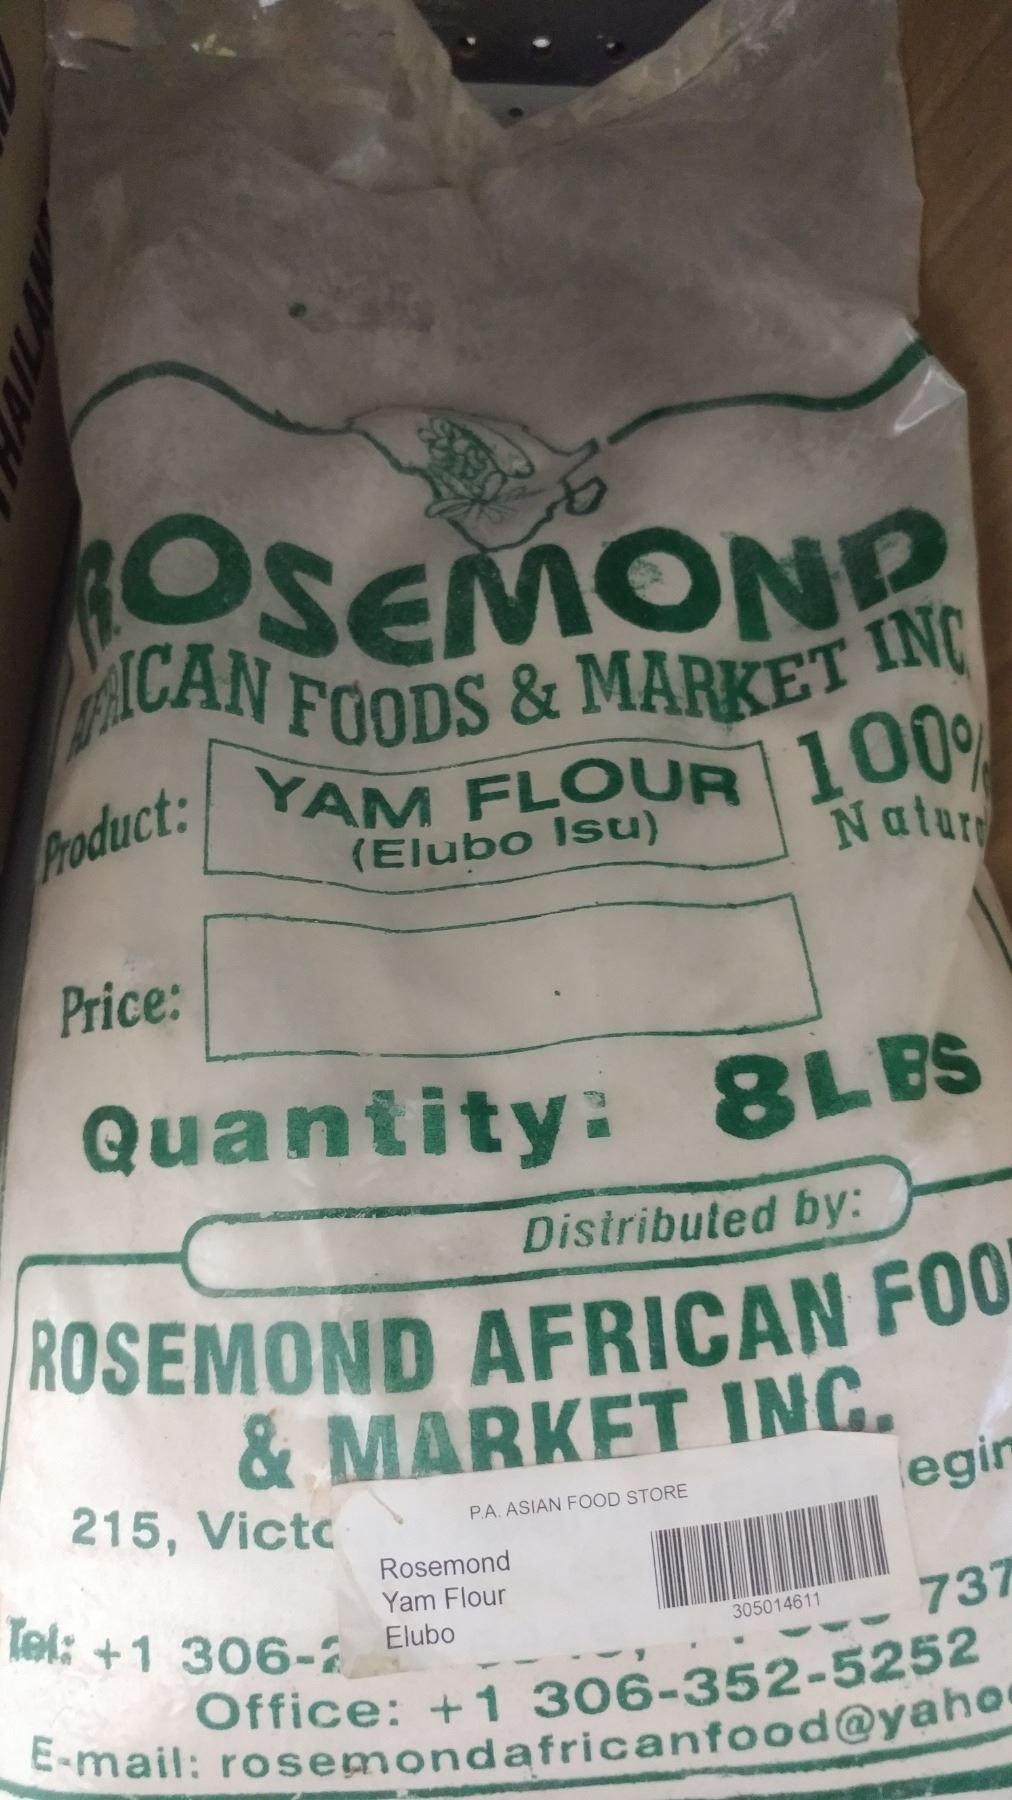 ROSEMOND
AFRICAN FOODS & MARKET INC.
Product: YAM FLOUR
(Elubo Isu)
100%
Natural
Price:
Quantity: 8LBS
Distributed by:
ROSEMOND AFRICAN FOO
& MARKET INC.
215, Victo
egin
P.A. ASIAN FOOD STORE
Rosemond
Yam Flour
Elubo
305014611
Tel: +1 306-2
737
Office: +1 306-352-5252
E-mail: rosemondafricanfood@yaho